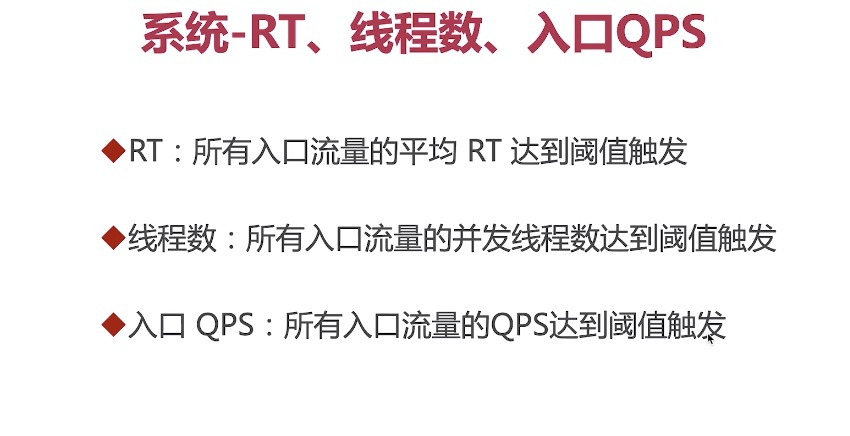 系统-RT、线程数、入口QPS
◆RT：所有入口流量的平均 RT 达到阈值触发
◆线程数：所有入口流量的并发线程数达到阈值触发
◆入口 QPS：所有入口流量的QPS达到阈值触发